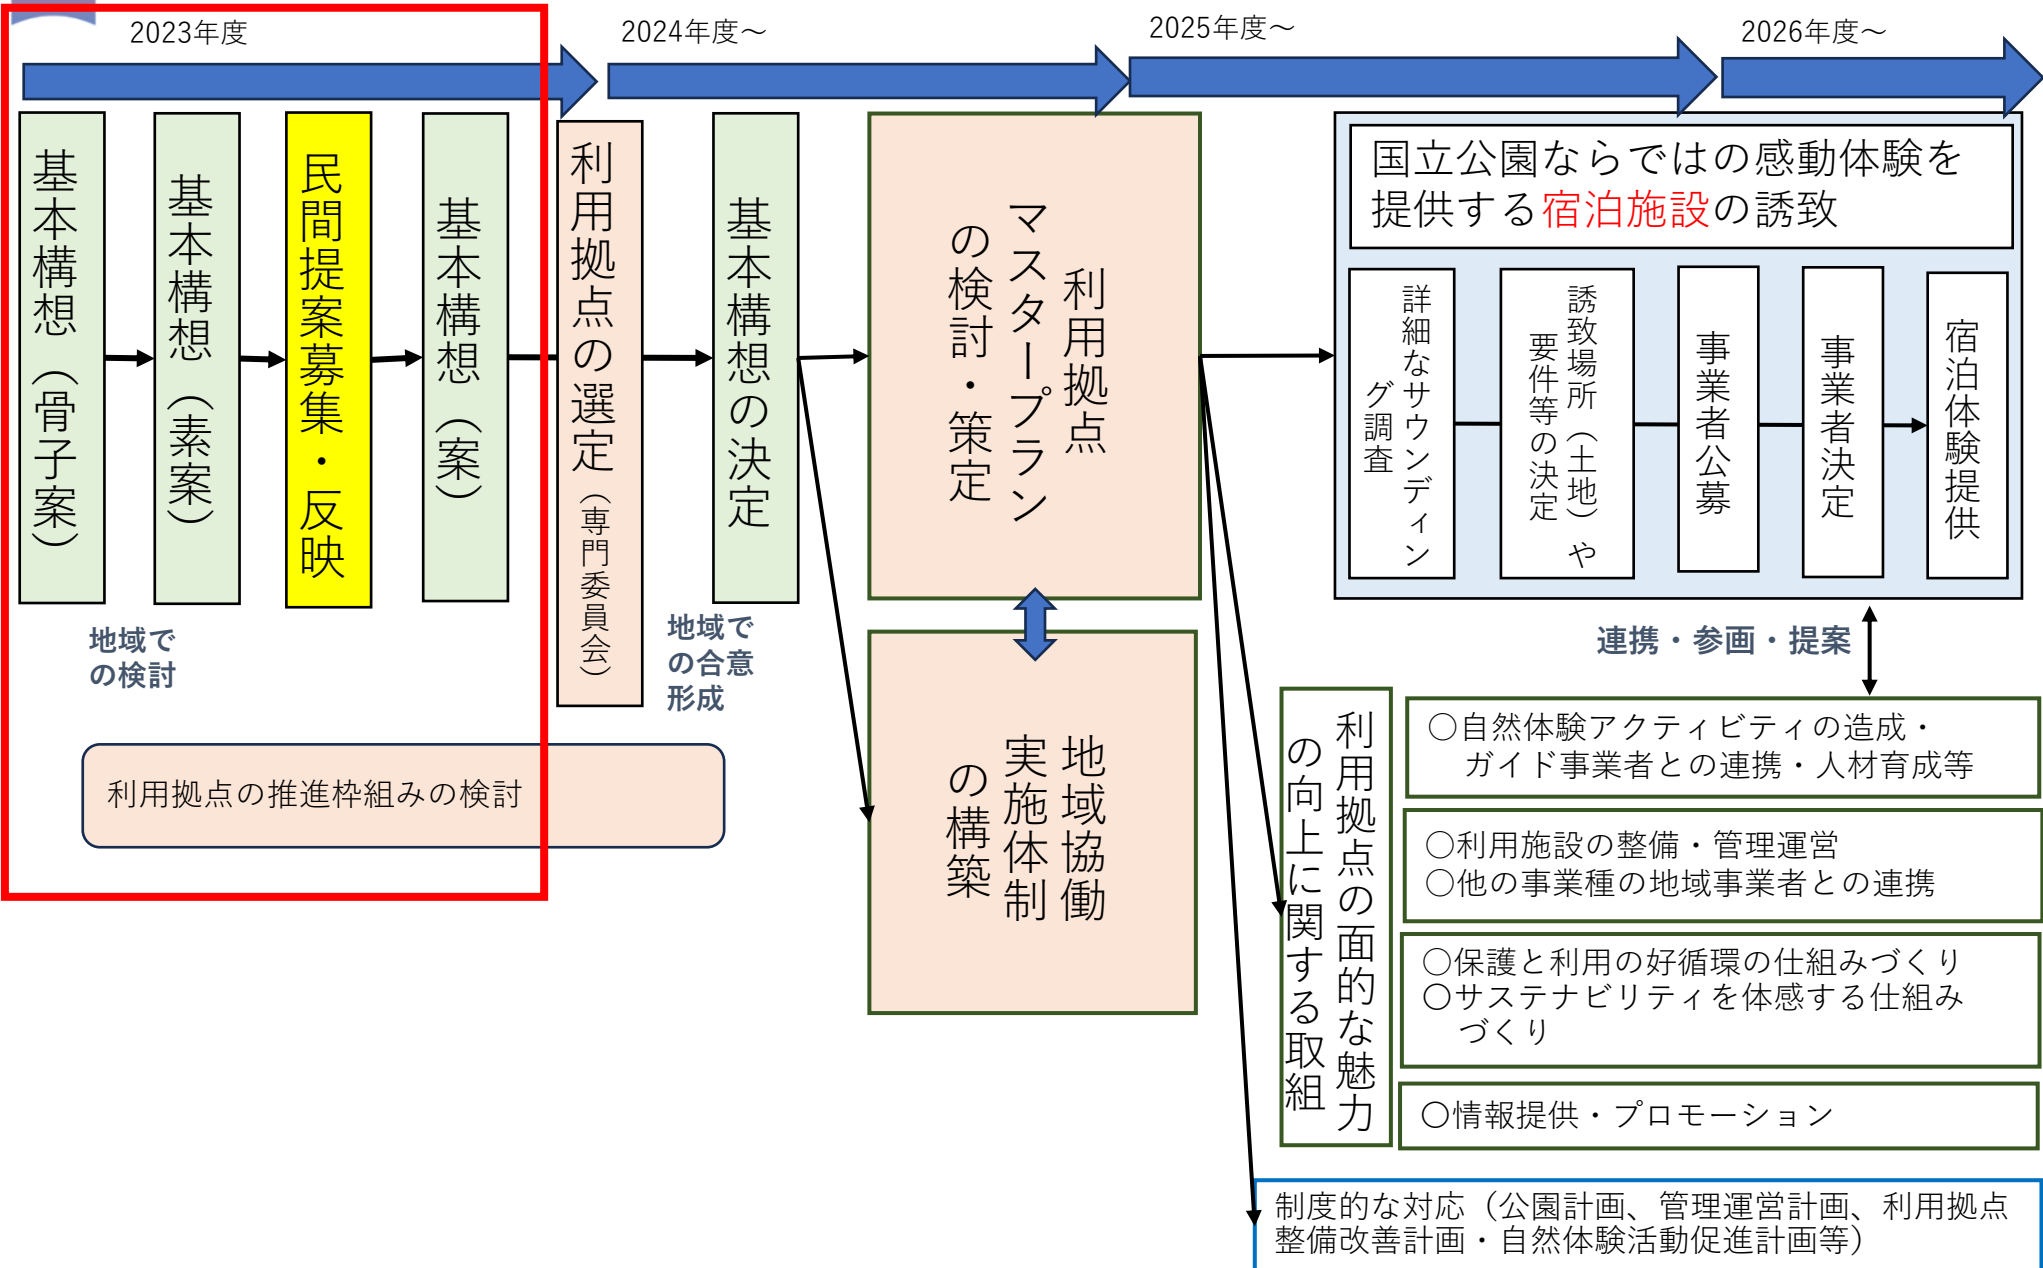 2023年度
2024年度～
2025年度～
2026年度～
基本構想（骨子案）
基本構想（素案）
民間提案募集・反映
基本構想（案）
利用拠点の選定（専門委員会）
基本構想の決定
利用拠点
マスタープラン
の検討・策定
国立公園ならではの感動体験を
提供する宿泊施設の誘致
詳細なサウンディン
グ調査
誘致場所（土地）や
要件等の決定
事業者公募
事業者決定
宿泊体験提供
地域で
の検討
地域で
の合意
形成
連携・参画・提案
利用拠点の推進枠組みの検討
地域協働
実施体制
の構築
利用拠点の面的な魅力
の向上に関する取組
○自然体験アクティビティの造成・
ガイド事業者との連携・人材育成等
○利用施設の整備・管理運営
○他の事業種の地域事業者との連携
○保護と利用の好循環の仕組みづくり
○サステナビリティを体感する仕組み
づくり
○情報提供・プロモーション
制度的な対応（公園計画、管理運営計画、利用拠点
整備改善計画・自然体験活動促進計画等）